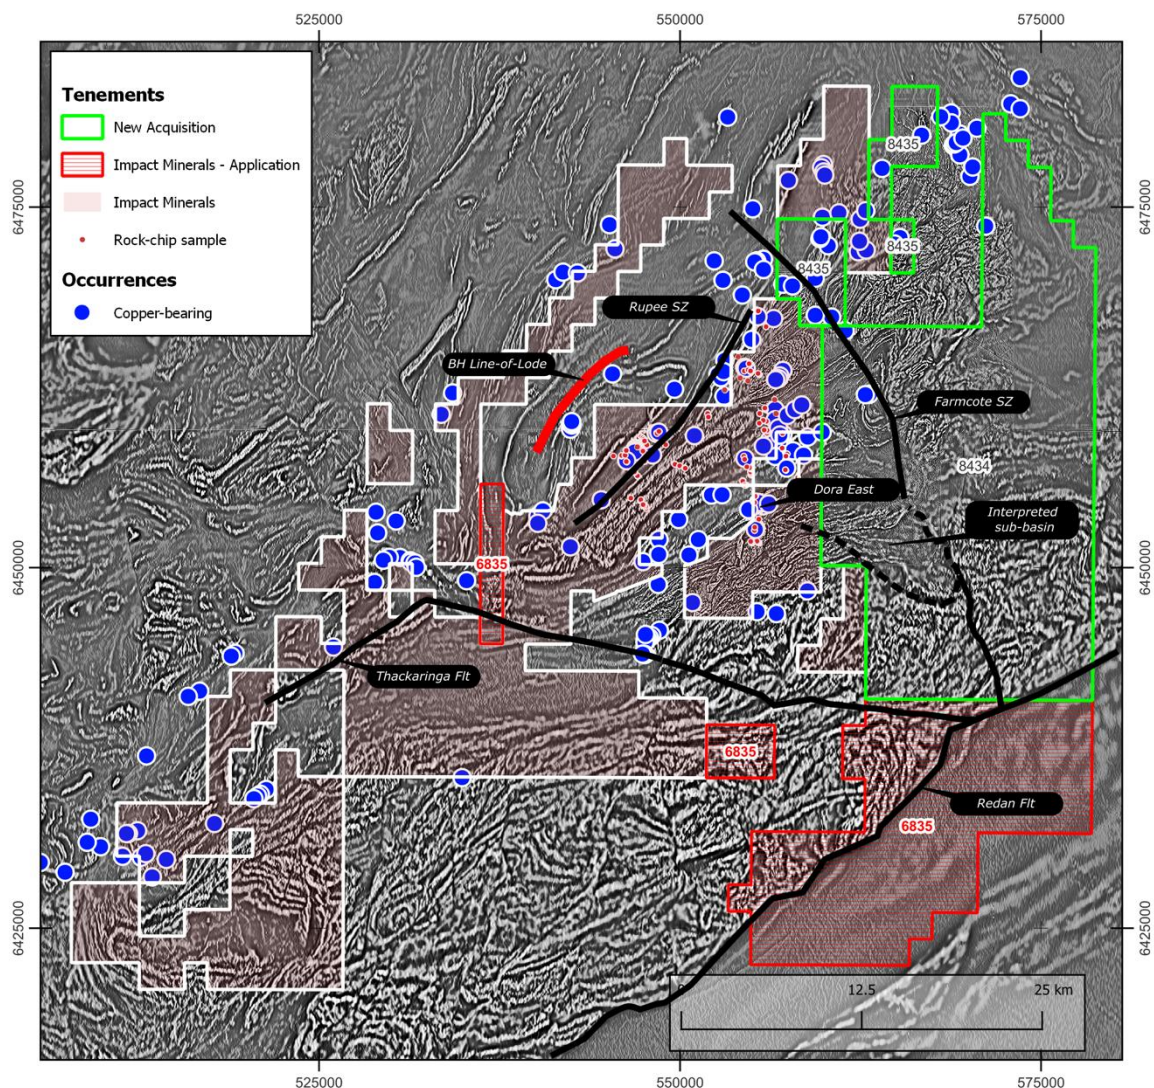 525000
550000
575000
Tenements
New Acquisition
Impact Minerals - Application
Impact Minerals
Rock-chip sample
Occurrences
Copper-bearing
8435
6475000
6475000
8435
8435
Rupee SZ
BH Line-of-Lode
Farmcote SZ
8434
Dora East
Interpreted
sub-basin
6450000
6835
6450000
Thackaringa Flt
6835
Redan Flt
6835
6425000
6425000
0
12.5
25 km
525000
550000
575000